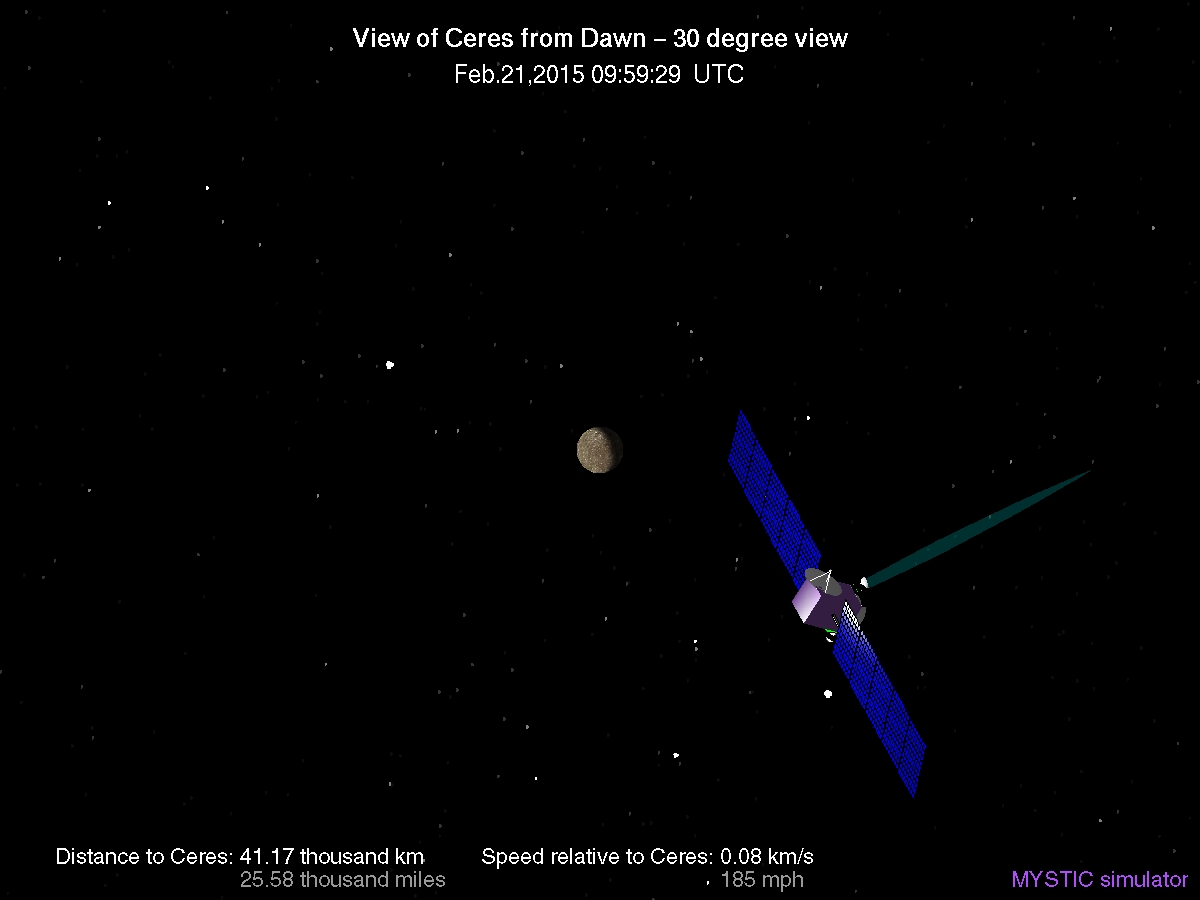 View of Ceres from Dawn – 30 degree view
Feb.21,2015 09:59:29 UTC
Distance to Ceres: 41.17 thousand km Speed relative to Ceres: 0.08 km/s
25.58 thousand miles 185 mph
MYSTIC simulator